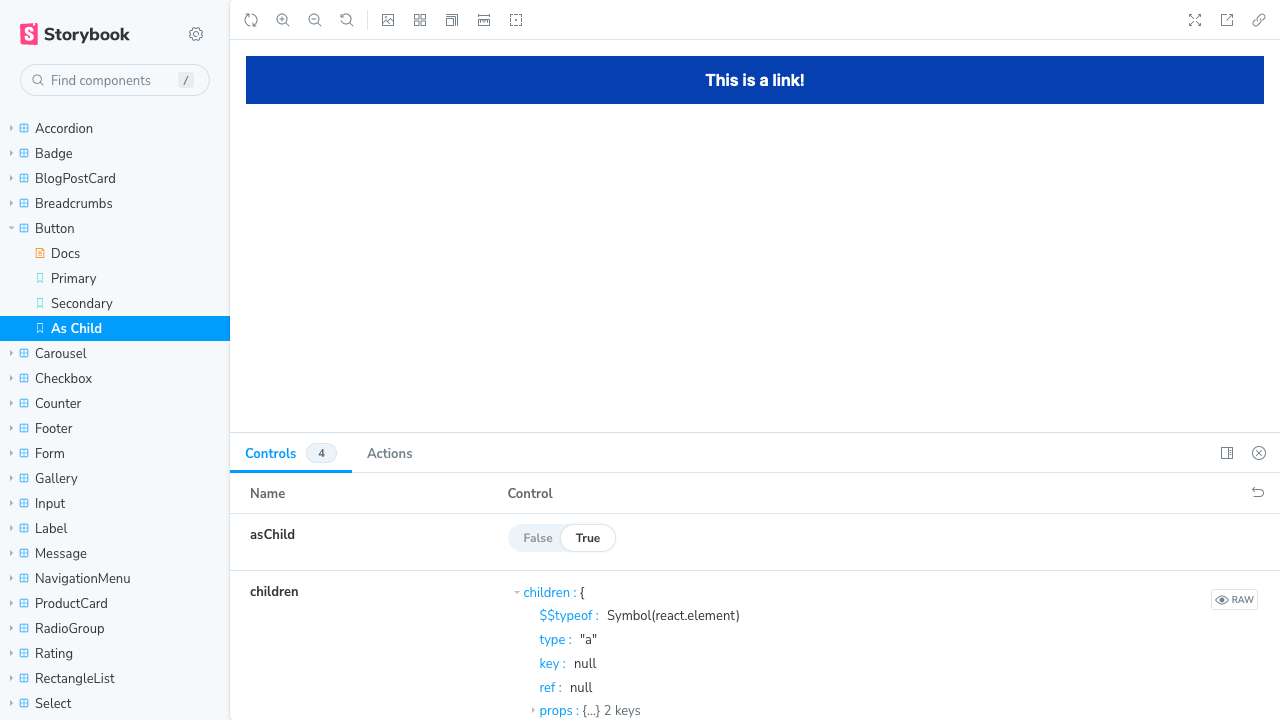 Storybook
Find components
/
Accordion
Badge
BlogPostCard
Breadcrumbs
Button
Docs
Primary
Secondary
As Child
Carousel
Checkbox
Counter
Footer
Form
Gallery
Input
Label
Message
NavigationMenu
ProductCard
RadioGroup
Rating
RectangleList
Select
This is a link!
Controls 4 Actions
Name Control
asChild False True
children children : {
RAW
$$typeof : Symbol(react.element)
type : "a"
key : null
ref : null
props : {...} 2 keys